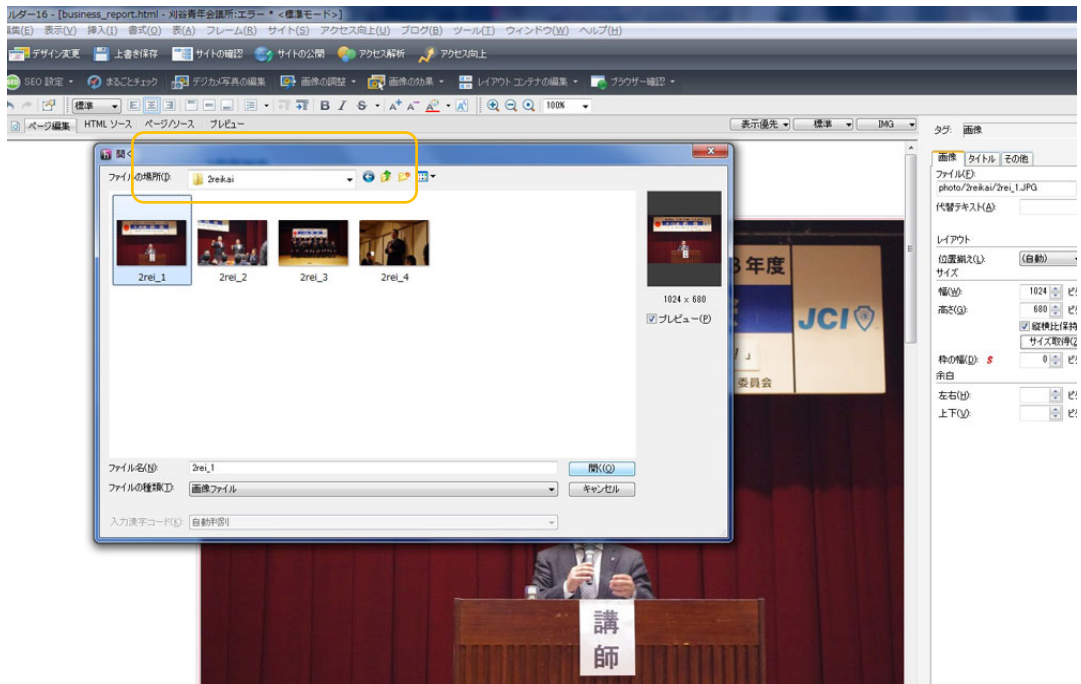 ルダー16 - [business_report.html - 刈谷青年会議所:エラー * <標準モード>]
編集(E) 表示(V) 挿入(I) 書式(O) 表(A) フレーム(R) サイト(S) アクセス向上(U) ブログ(B) ツール(T) ウィンドウ(W) ヘルプ(H)
デザイン変更 上書き保存 サイトの確認 サイトの公開 アクセス解析 アクセス向上
SEO 設定 まるごとチェック デジカメ写真の編集 画像の調整 画像の効果 レイアウトコンテナの編集 ブラウザー確認
標準 B I S A A A A 100%
ページ編集 HTML ソース ページ/ソース プレビュー 表示優先 標準 IMG
タグ: 画像
開く
ファイルの場所(I): 2reikai
2rei_1 2rei_2 2rei_3 2rei_4
1024 × 680
プレビュー(P)
ファイル名(N): 2rei_1 開く(O)
ファイルの種類(T): 画像ファイル キャンセル
入力漢字コード(K): 自動判別
画像 タイトル その他
ファイル(F):
photo/2reikai/2rei_1.JPG
代替テキスト(A):
レイアウト
位置揃え(L): (自動)
サイズ
幅(W): 1024 ピ
高さ(G): 680 ピ
縦横比保持
サイズ取得(Z
枠の幅(D): S 0 ピ
余白
左右(H): ピ
上下(V): ピ
3年度
JCI
」
委員会
講
師